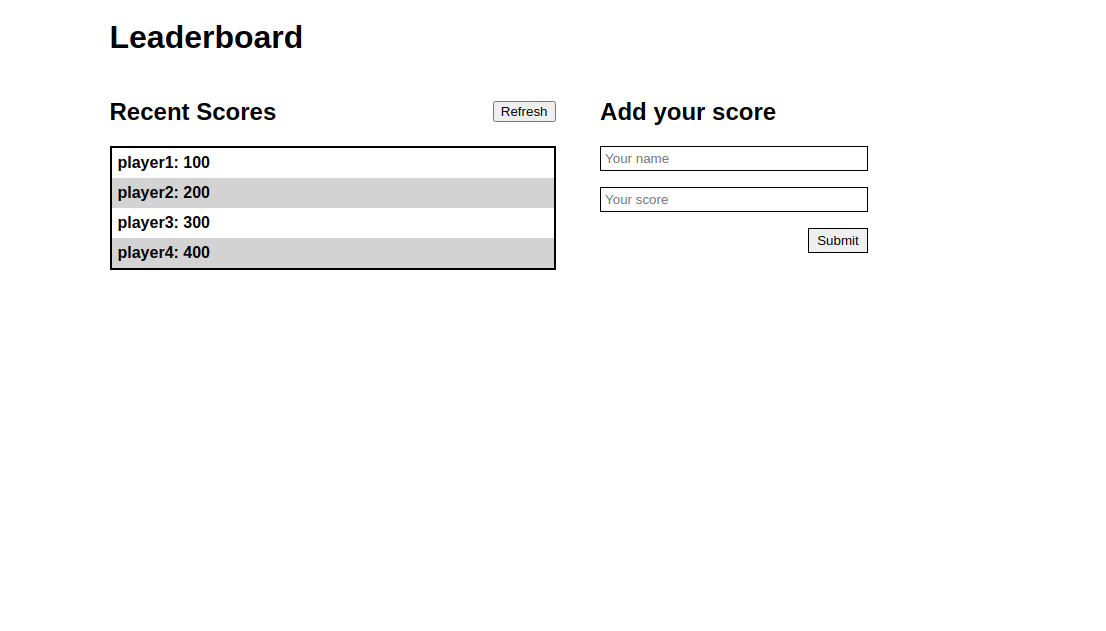 Leaderboard
Recent Scores
Refresh
player1: 100
player2: 200
player3: 300
player4: 400
Add your score
Your name
Your score
Submit